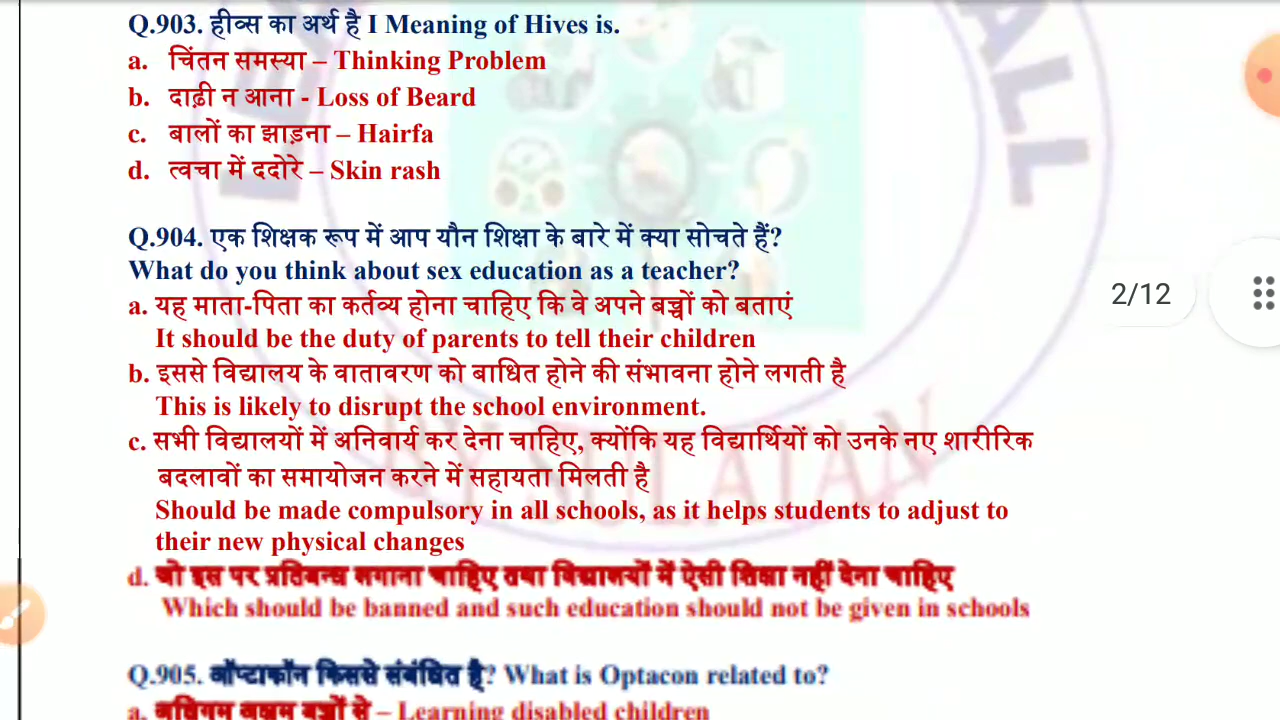 Q.903. हीव्स का अर्थ है I Meaning of Hives is.
a. चिंतन समस्या – Thinking Problem
b. दाढ़ी न आना - Loss of Beard
c. बालों का झाड़ना – Hairfa
d. त्वचा में ददोरे – Skin rash
Q.904. एक शिक्षक रूप में आप यौन शिक्षा के बारे में क्या सोचते हैं?
What do you think about sex education as a teacher?
a. यह माता-पिता का कर्तव्य होना चाहिए कि वे अपने बच्चों को बताएं
It should be the duty of parents to tell their children
2/12
b. इससे विद्यालय के वातावरण को बाधित होने की संभावना होने लगती है
This is likely to disrupt the school environment.
c. सभी विद्यालयों में अनिवार्य कर देना चाहिए, क्योंकि यह विद्यार्थियों को उनके नए शारीरिक
बदलावों का समायोजन करने में सहायता मिलती है
Should be made compulsory in all schools, as it helps students to adjust to
their new physical changes
d. जो इस पर प्रतिबन्ध लगाना चाहिए तथा विद्यालयों में ऐसी शिक्षा नहीं देना चाहिए
Which should be banned and such education should not be given in schools
Q.905. ऑप्टाकॉन किससे संबंधित है? What is Optacon related to?
a. अधिगम अक्षम बच्चों से – Learning disabled children